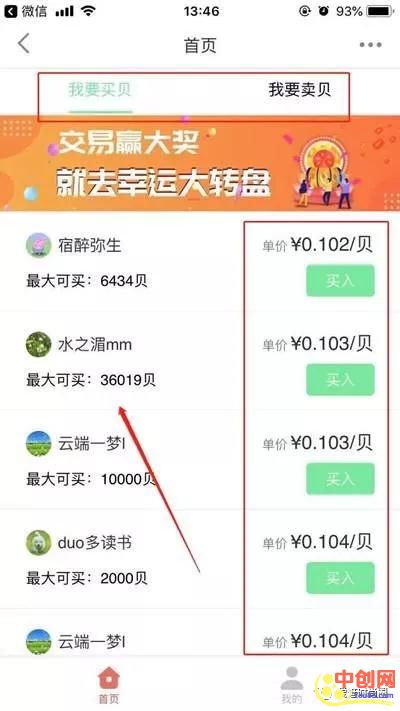 微信
13:46
93%
首页
我要买贝
我要卖贝
交易赢大奖
就去幸运大转盘
宿醉弥生
单价 ¥0.102/贝
最大可买：6434贝
买入
水之湄mm
单价 ¥0.103/贝
最大可买：36019贝
买入
云端一梦l
单价 ¥0.103/贝
最大可买：10000贝
买入
duo多读书
单价 ¥0.104/贝
最大可买：2000贝
买入
云端一梦l
单价 ¥0.104/贝
首页
我的
中创网